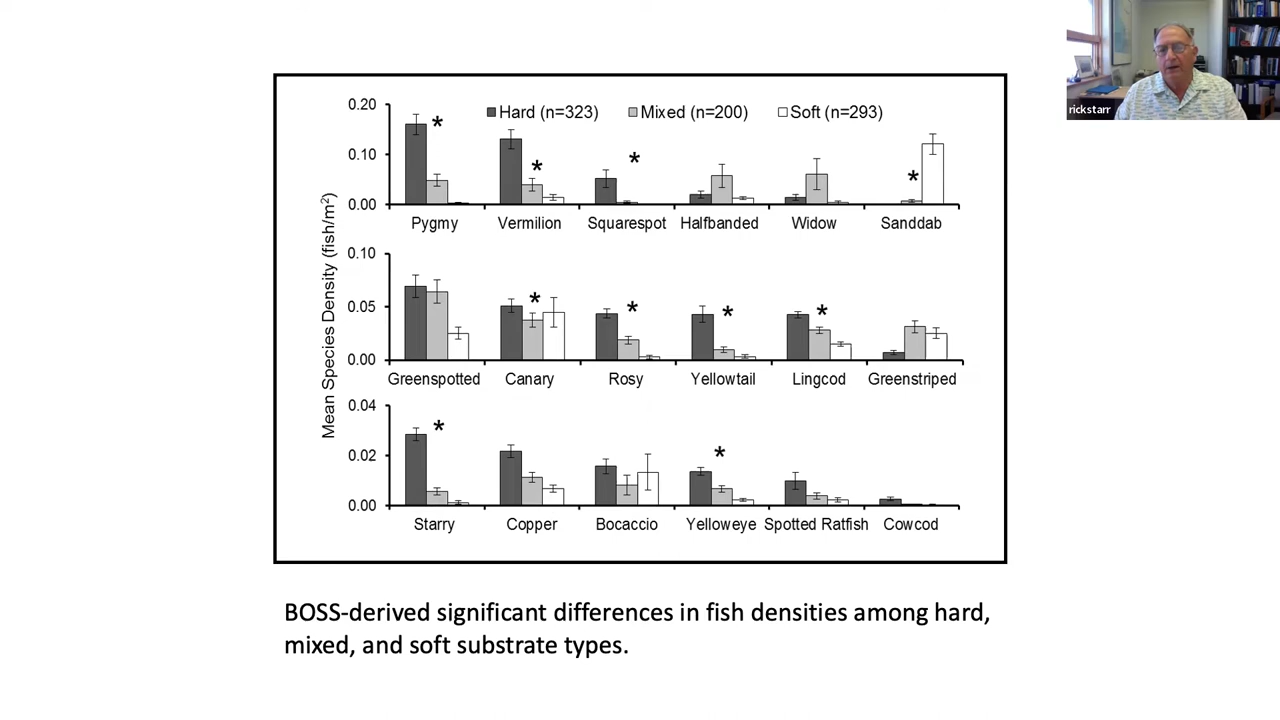 rickstarr
0.20
0.10
0.00
Hard (n=323)
Mixed (n=200)
Soft (n=293)
*
*
*
*
Pygmy
Vermilion
Squarespot
Halfbanded
Widow
Sanddab
Mean Species Density (fish/m²)
0.10
0.05
0.00
*
*
*
*
Greenspotted
Canary
Rosy
Yellowtail
Lingcod
Greenstriped
0.04
0.02
0.00
*
*
Starry
Copper
Bocaccio
Yelloweye
Spotted Ratfish
Cowcod
BOSS-derived significant differences in fish densities among hard,
mixed, and soft substrate types.